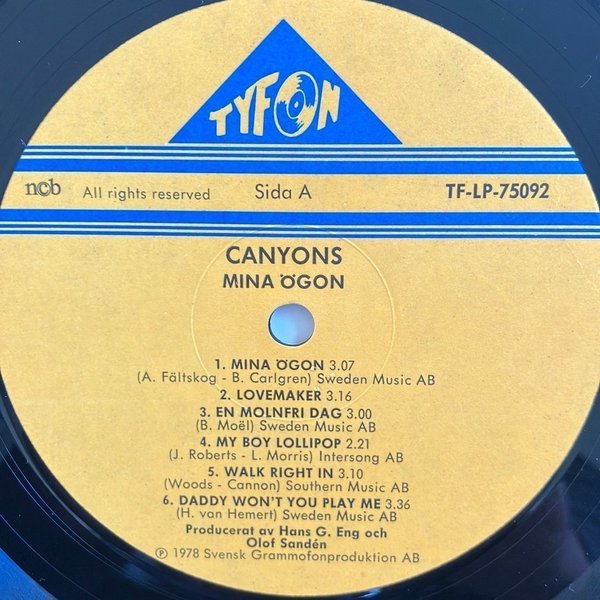 TYFON
ncb All rights reserved Sida A TF-LP-75092
CANYONS
MINA ÖGON
1. MINA ÖGON 3.07
(A. Fältskog - B. Carlgren) Sweden Music AB
2. LOVEMAKER 3.16
3. EN MOLNFRI DAG 3.00
(B. Moël) Sweden Music AB
4. MY BOY LOLLIPOP 2.21
(J. Roberts - L. Morris) Intersong AB
5. WALK RIGHT IN 3.10
(Woods - Cannon) Southern Music AB
6. DADDY WON'T YOU PLAY ME 3.36
(H. van Hemert) Sweden Music AB
Producerat av Hans G. Eng och
Olof Sandén
℗ 1978 Svensk Grammofonproduktion AB